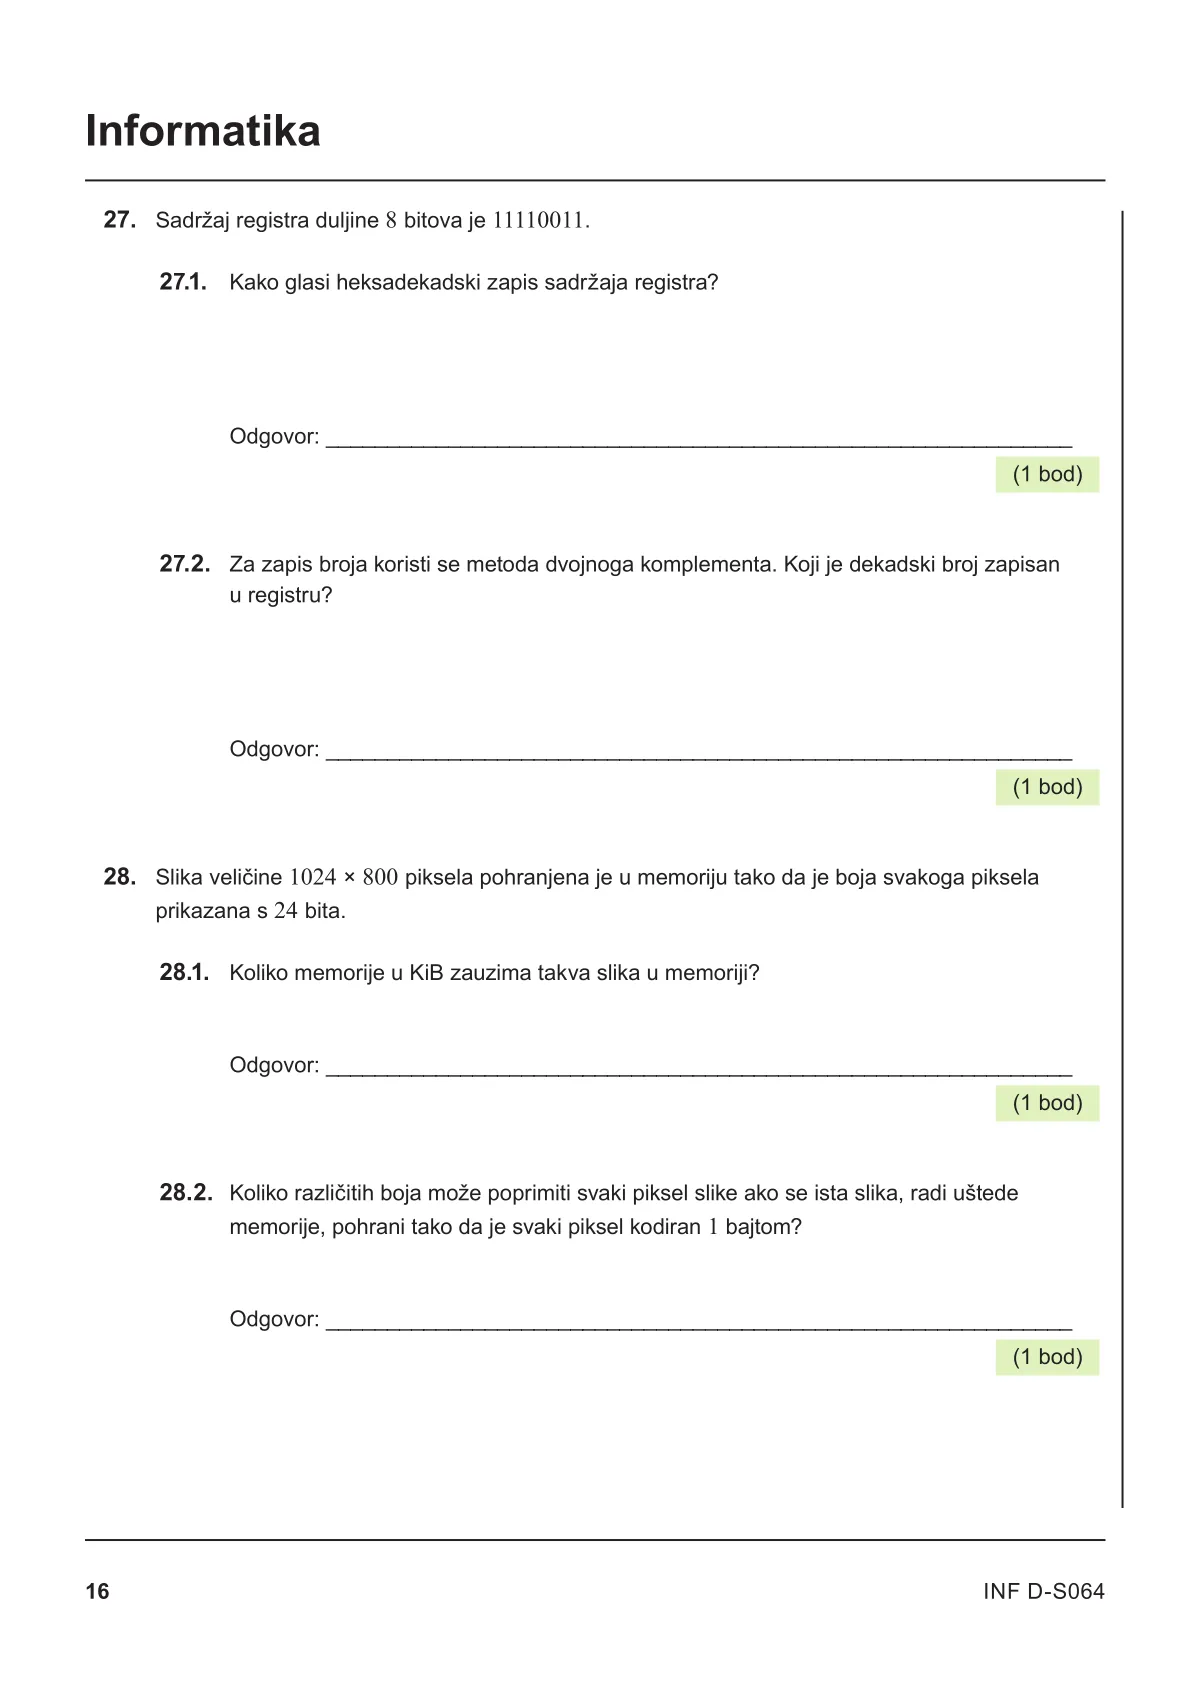 Informatika
27. Sadržaj registra duljine 8 bitova je 11110011.
27.1. Kako glasi heksadekadski zapis sadržaja registra?
Odgovor: ______________________________________________________________
(1 bod)
27.2. Za zapis broja koristi se metoda dvojnoga komplementa. Koji je dekadski broj zapisan
u registru?
Odgovor: ______________________________________________________________
(1 bod)
28. Slika veličine 1024 × 800 piksela pohranjena je u memoriju tako da je boja svakoga piksela
prikazana s 24 bita.
28.1. Koliko memorije u KiB zauzima takva slika u memoriji?
Odgovor: ______________________________________________________________
(1 bod)
28.2. Koliko različitih boja može poprimiti svaki piksel slike ako se ista slika, radi uštede
memorije, pohrani tako da je svaki piksel kodiran 1 bajtom?
Odgovor: ______________________________________________________________
(1 bod)
16
INF D-S064